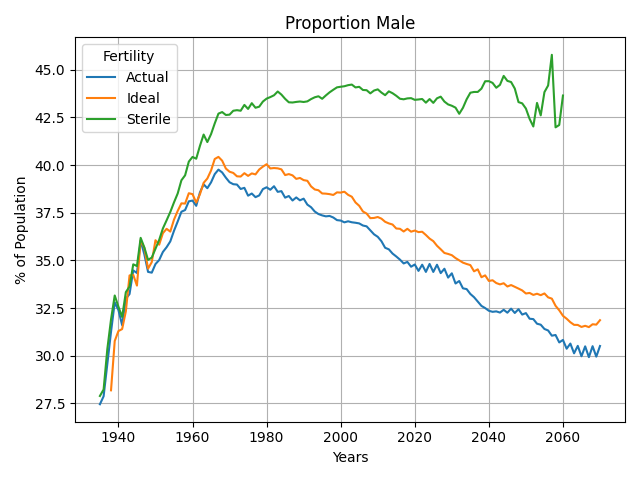 Proportion Male
Fertility
Actual
Ideal
Sterile
% of Population
45.0
42.5
40.0
37.5
35.0
32.5
30.0
27.5
1940 1960 1980 2000 2020 2040 2060
Years